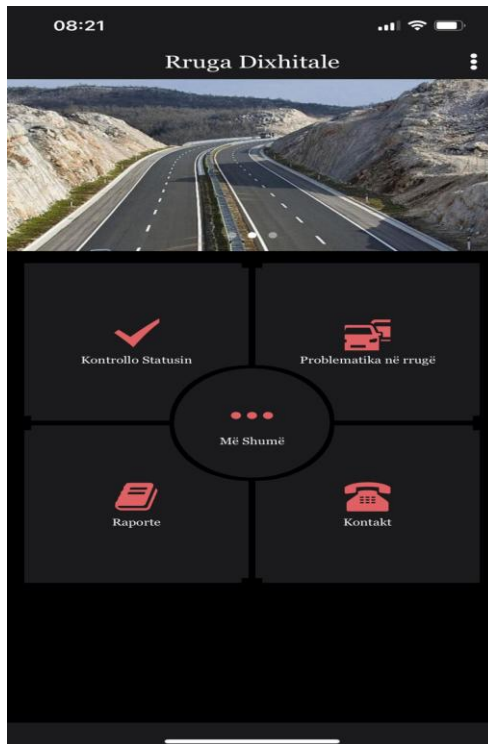 08:21
Rruga Dixhitale
Kontrollo Statusin
Problematika në rrugë
Më Shumë
Raporte
Kontakt